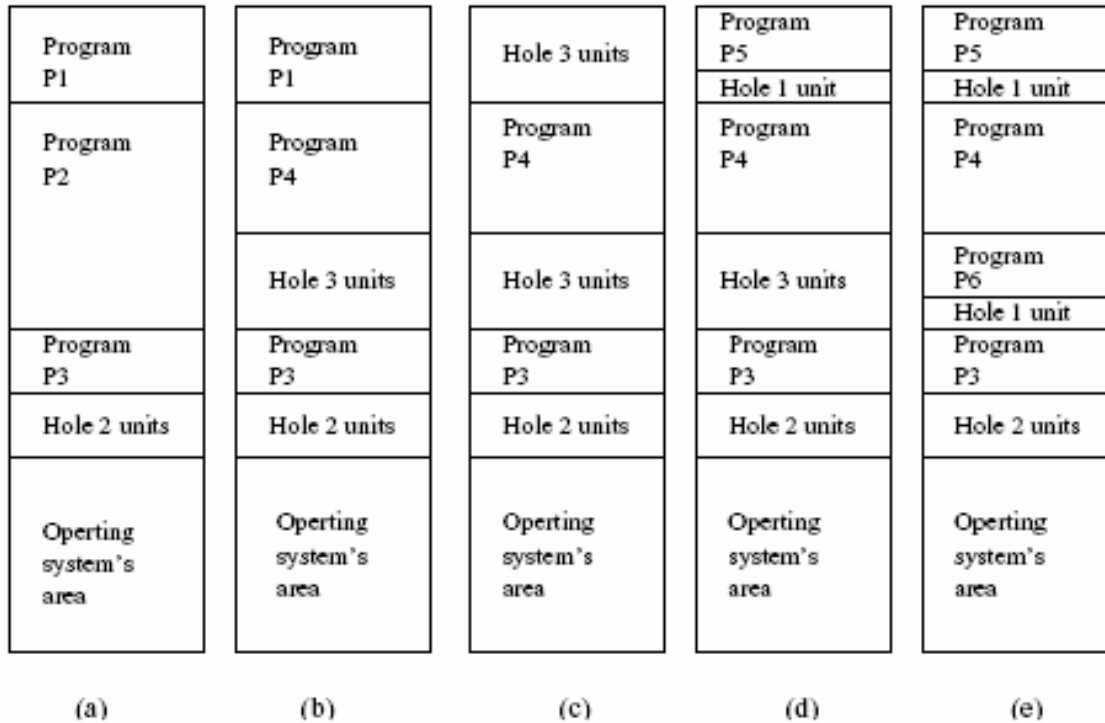 Program
P1
Program
P2
Program
P3
Hole 2 units
Operting
system's
area
(a)
Program
P1
Program
P4
Hole 3 units
Program
P3
Hole 2 units
Operting
system's
area
(b)
Hole 3 units
Program
P4
Hole 3 units
Program
P3
Hole 2 units
Operting
system's
area
(c)
Program
P5
Hole 1 unit
Program
P4
Hole 3 units
Program
P3
Hole 2 units
Operting
system's
area
(d)
Program
P5
Hole 1 unit
Program
P4
Program
P6
Hole 1 unit
Program
P3
Hole 2 units
Operting
system's
area
(e)